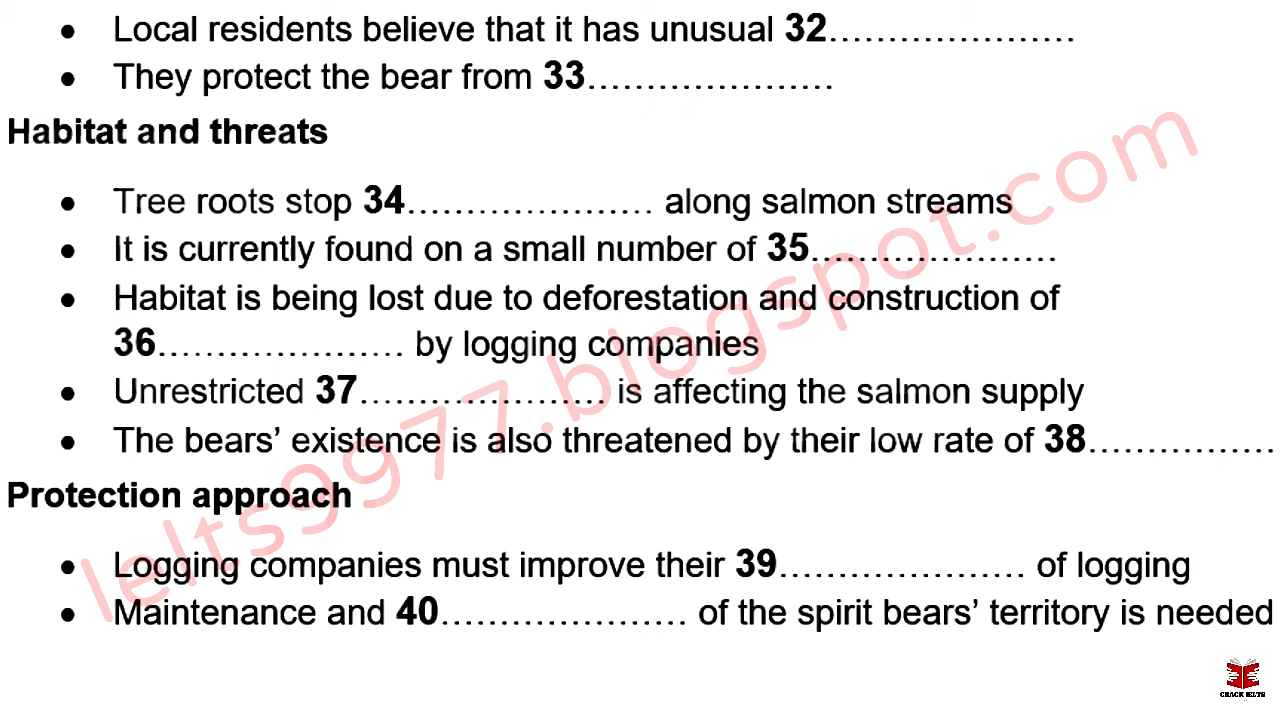 • Local residents believe that it has unusual 32.....................
• They protect the bear from 33.....................
Habitat and threats
• Tree roots stop 34..................... along salmon streams
• It is currently found on a small number of 35.....................
• Habitat is being lost due to deforestation and construction of
36..................... by logging companies
• Unrestricted 37..................... is affecting the salmon supply
• The bears’ existence is also threatened by their low rate of 38................
Protection approach
• Logging companies must improve their 39..................... of logging
• Maintenance and 40..................... of the spirit bears’ territory is needed
Ielts9977.blogspot.com
CRACK IELTS